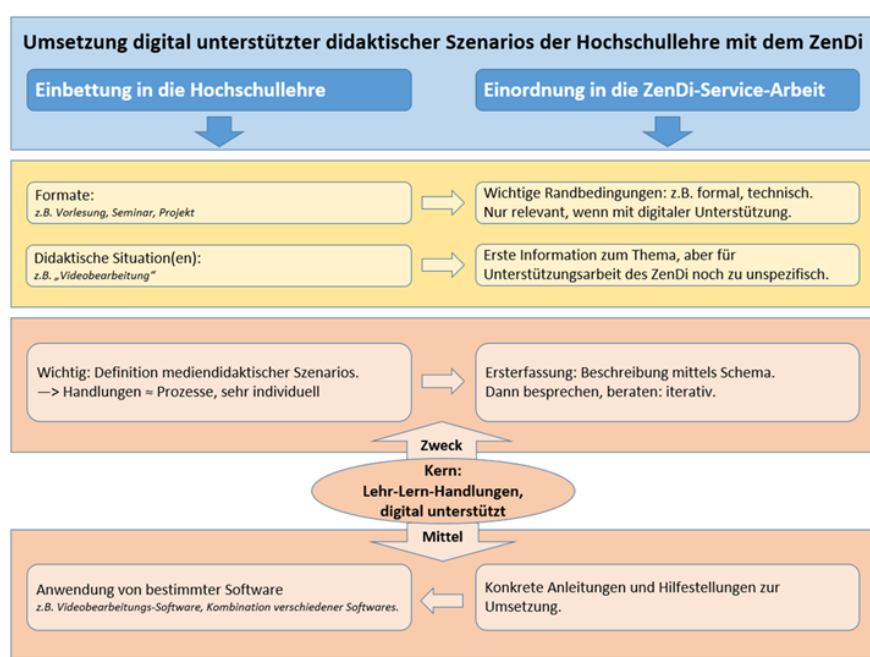 Umsetzung digital unterstützter didaktischer Szenarios der Hochschullehre mit dem ZenDi
Einbettung in die Hochschullehre
Einordnung in die ZenDi-Service-Arbeit
Formate:
z.B. Vorlesung, Seminar, Projekt
Wichtige Randbedingungen: z.B. formal, technisch.
Nur relevant, wenn mit digitaler Unterstützung.
Didaktische Situation(en):
z.B. „Videobearbeitung“
Erste Information zum Thema, aber für
Unterstützungsarbeit des ZenDi noch zu unspezifisch.
Wichtig: Definition mediendidaktischer Szenarios.
—> Handlungen ≈ Prozesse, sehr individuell
Ersterfassung: Beschreibung mittels Schema.
Dann besprechen, beraten: iterativ.
Zweck
Kern:
Lehr-Lern-Handlungen,
digital unterstützt
Mittel
Anwendung von bestimmter Software
z.B. Videobearbeitungs-Software, Kombination verschiedener Softwares.
Konkrete Anleitungen und Hilfestellungen zur
Umsetzung.